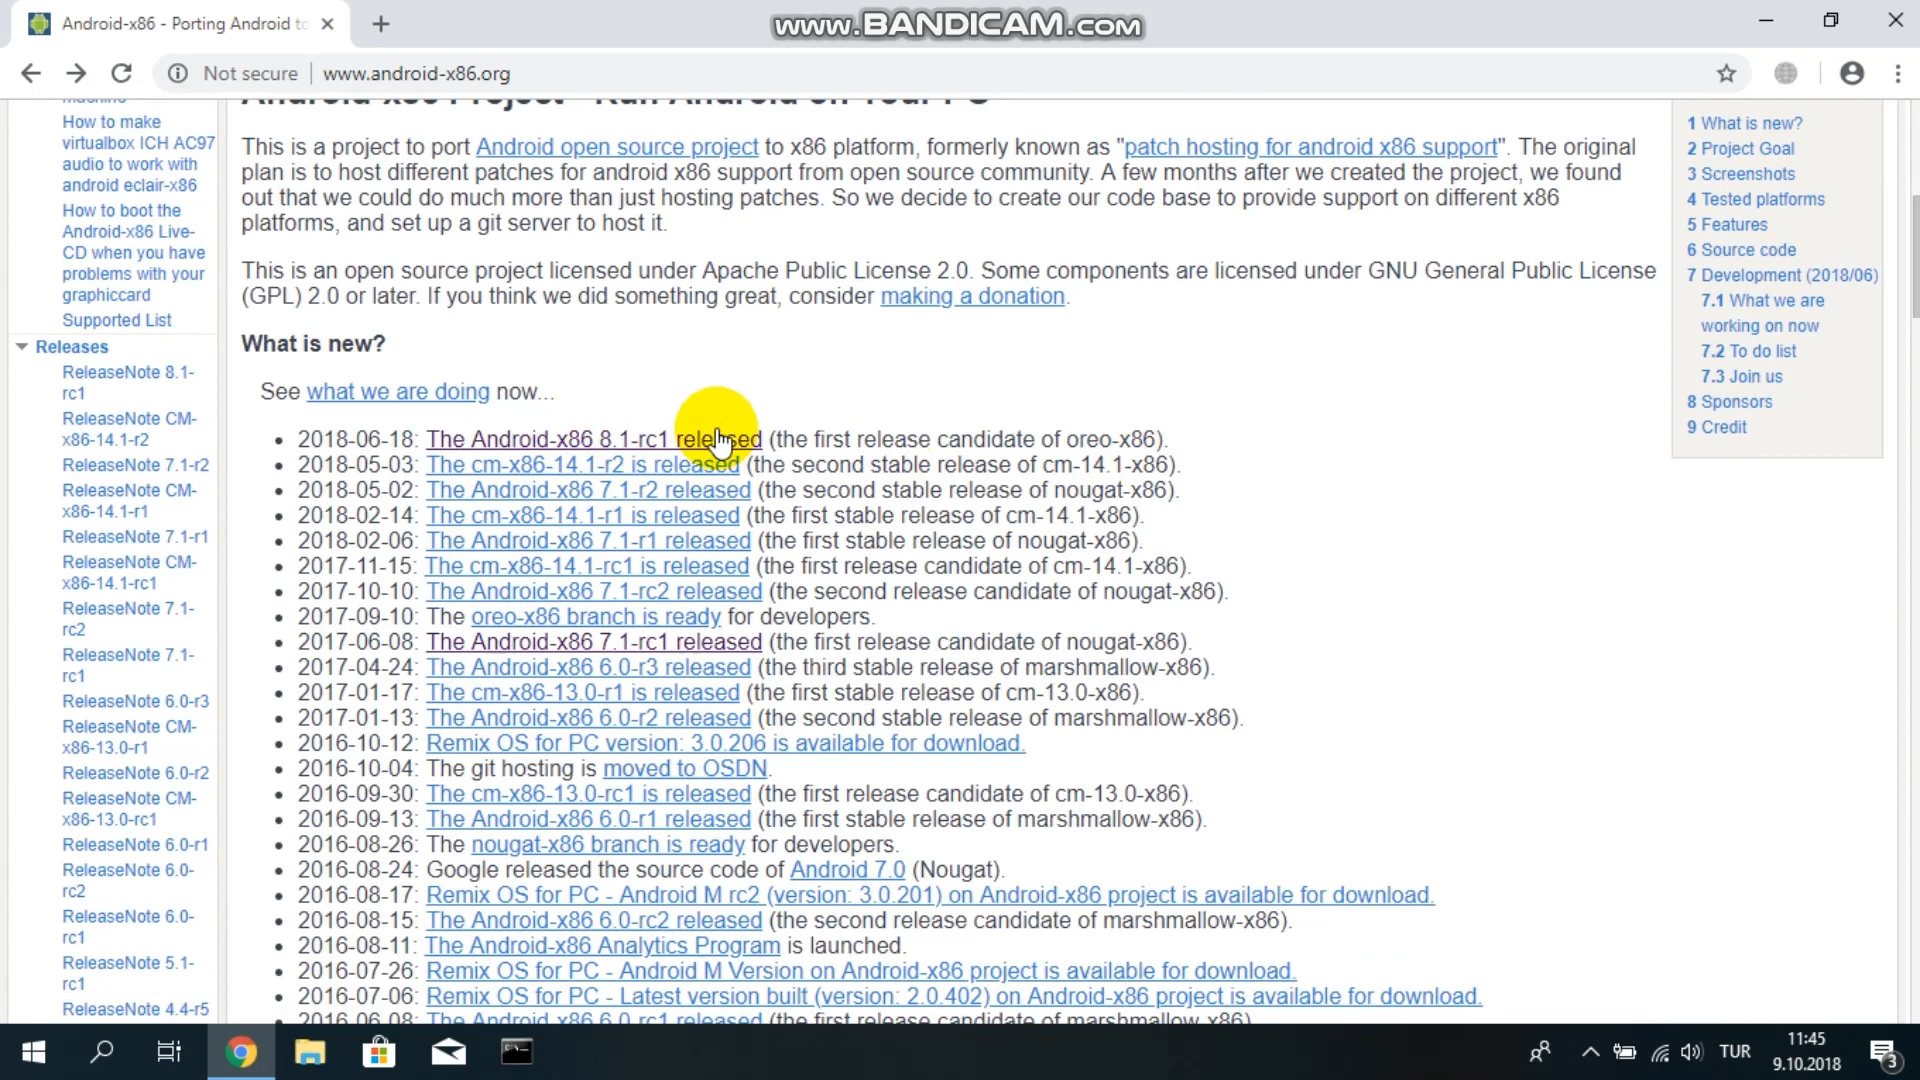 Android-x86 - Porting Android to
www.BANDICAM.com
Not secure
www.android-x86.org
machine
How to make
virtualbox ICH AC97
audio to work with
android eclair-x86
How to boot the
Android-x86 Live-
CD when you have
problems with your
graphiccard
Supported List
Releases
ReleaseNote 8.1-
rc1
ReleaseNote CM-
x86-14.1-r2
ReleaseNote 7.1-r2
ReleaseNote CM-
x86-14.1-r1
ReleaseNote 7.1-r1
ReleaseNote CM-
x86-14.1-rc1
ReleaseNote 7.1-
rc2
ReleaseNote 7.1-
rc1
ReleaseNote 6.0-r3
ReleaseNote CM-
x86-13.0-r1
ReleaseNote 6.0-r2
ReleaseNote CM-
x86-13.0-rc1
ReleaseNote 6.0-r1
ReleaseNote 6.0-
rc2
ReleaseNote 6.0-
rc1
ReleaseNote 5.1-
rc1
ReleaseNote 4.4-r5
Android-x86 Project - Run Android on Your PC
This is a project to port Android open source project to x86 platform, formerly known as "patch hosting for android x86 support". The original
plan is to host different patches for android x86 support from open source community. A few months after we created the project, we found
out that we could do much more than just hosting patches. So we decide to create our code base to provide support on different x86
platforms, and set up a git server to host it.
This is an open source project licensed under Apache Public License 2.0. Some components are licensed under GNU General Public License
(GPL) 2.0 or later. If you think we did something great, consider making a donation.
What is new?
See what we are doing now...
2018-06-18: The Android-x86 8.1-rc1 released (the first release candidate of oreo-x86).
2018-05-03: The cm-x86-14.1-r2 is released (the second stable release of cm-14.1-x86).
2018-05-02: The Android-x86 7.1-r2 released (the second stable release of nougat-x86).
2018-02-14: The cm-x86-14.1-r1 is released (the first stable release of cm-14.1-x86).
2018-02-06: The Android-x86 7.1-r1 released (the first stable release of nougat-x86).
2017-11-15: The cm-x86-14.1-rc1 is released (the first release candidate of cm-14.1-x86).
2017-10-10: The Android-x86 7.1-rc2 released (the second release candidate of nougat-x86).
2017-09-10: The oreo-x86 branch is ready for developers.
2017-06-08: The Android-x86 7.1-rc1 released (the first release candidate of nougat-x86).
2017-04-24: The Android-x86 6.0-r3 released (the third stable release of marshmallow-x86).
2017-01-17: The cm-x86-13.0-r1 is released (the first stable release of cm-13.0-x86).
2017-01-13: The Android-x86 6.0-r2 released (the second stable release of marshmallow-x86).
2016-10-12: Remix OS for PC version: 3.0.206 is available for download.
2016-10-04: The git hosting is moved to OSDN.
2016-09-30: The cm-x86-13.0-rc1 is released (the first release candidate of cm-13.0-x86).
2016-09-13: The Android-x86 6.0-r1 released (the first stable release of marshmallow-x86).
2016-08-26: The nougat-x86 branch is ready for developers.
2016-08-24: Google released the source code of Android 7.0 (Nougat).
2016-08-17: Remix OS for PC - Android M rc2 (version: 3.0.201) on Android-x86 project is available for download.
2016-08-15: The Android-x86 6.0-rc2 released (the second release candidate of marshmallow-x86).
2016-08-11: The Android-x86 Analytics Program is launched.
2016-07-26: Remix OS for PC - Android M Version on Android-x86 project is available for download.
2016-07-06: Remix OS for PC - Latest version built (version: 2.0.402) on Android-x86 project is available for download.
2016-06-08: The Android-x86 6.0-rc1 released (the first release candidate of marshmallow-x86).
1 What is new?
2 Project Goal
3 Screenshots
4 Tested platforms
5 Features
6 Source code
7 Development (2018/06)
7.1 What we are
working on now
7.2 To do list
7.3 Join us
8 Sponsors
9 Credit
TUR
11:45
9.10.2018
3